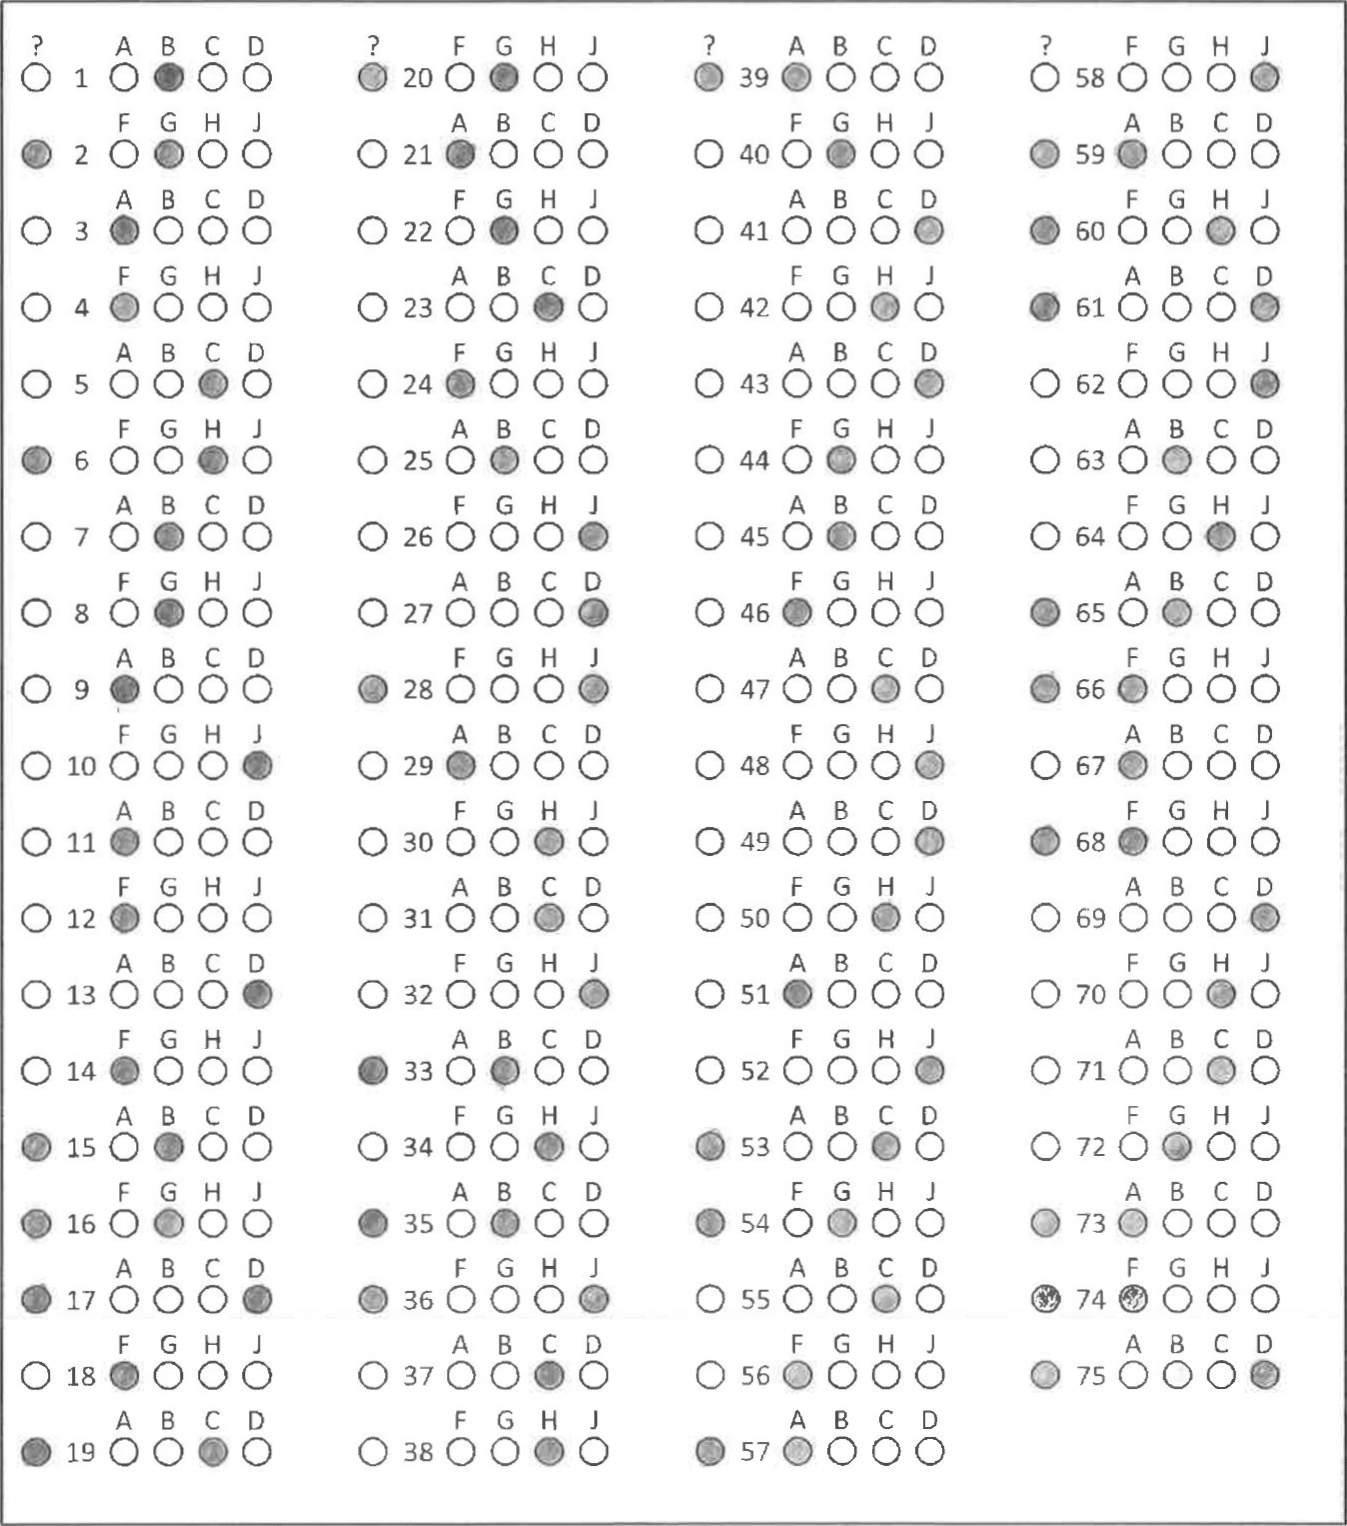 ? A B C D
1
F G H J
2
A B C D
3
F G H J
4
A B C D
5
F G H J
6
A B C D
7
F G H J
8
A B C D
9
F G H J
10
A B C D
11
F G H J
12
A B C D
13
F G H J
14
A B C D
15
F G H J
16
A B C D
17
F G H J
18
A B C D
19
? F G H J
20
A B C D
21
F G H J
22
A B C D
23
F G H J
24
A B C D
25
F G H J
26
A B C D
27
F G H J
28
A B C D
29
F G H J
30
A B C D
31
F G H J
32
A B C D
33
F G H J
34
A B C D
35
F G H J
36
A B C D
37
F G H J
38
? A B C D
39
F G H J
40
A B C D
41
F G H J
42
A B C D
43
F G H J
44
A B C D
45
F G H J
46
A B C D
47
F G H J
48
A B C D
49
F G H J
50
A B C D
51
F G H J
52
A B C D
53
F G H J
54
A B C D
55
F G H J
56
A B C D
57
? F G H J
58
A B C D
59
F G H J
60
A B C D
61
F G H J
62
A B C D
63
F G H J
64
A B C D
65
F G H J
66
A B C D
67
F G H J
68
A B C D
69
F G H J
70
A B C D
71
F G H J
72
A B C D
73
F G H J
74
A B C D
75